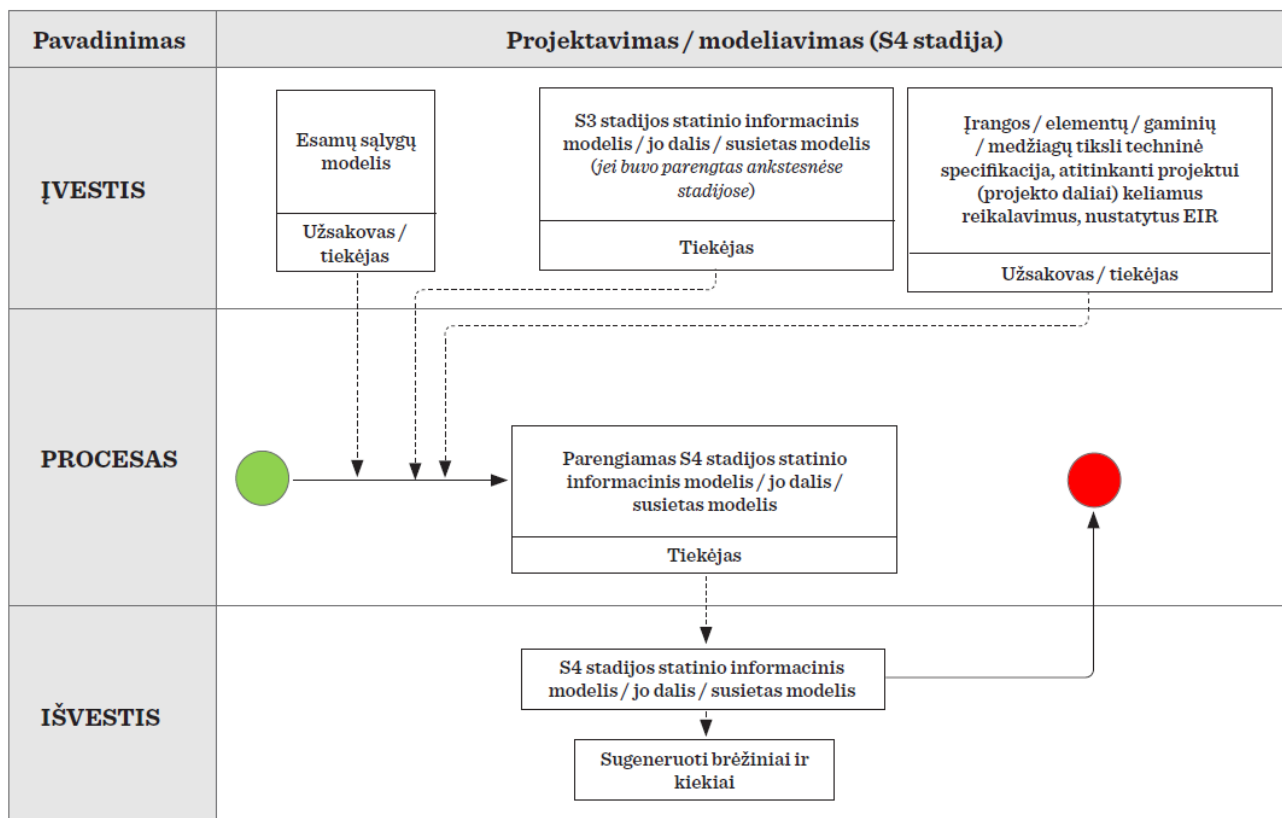 Pavadinimas
Projektavimas / modeliavimas (S4 stadija)
ĮVESTIS
Esamų sąlygų
modelis
Užsakovas /
tiekėjas
S3 stadijos statinio informacinis
modelis / jo dalis / susietas modelis
(jei buvo parengtas ankstesnėse
stadijose)
Tiekėjas
Įrangos / elementų / gaminių
/ medžiagų tiksli techninė
specifikacija, atitinkanti projektui
(projekto daliai) keliamus
reikalavimus, nustatytus EIR
Užsakovas / tiekėjas
PROCESAS
Parengiamas S4 stadijos statinio
informacinis modelis / jo dalis /
susietas modelis
Tiekėjas
IŠVESTIS
S4 stadijos statinio informacinis
modelis / jo dalis / susietas modelis
Sugeneruoti brėžiniai ir
kiekiai